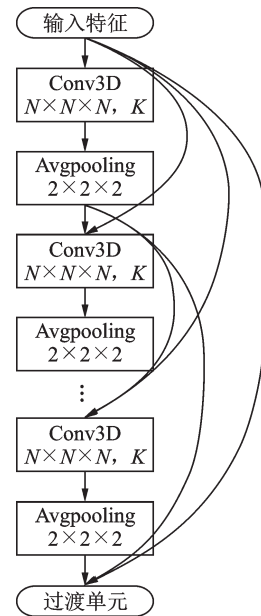 输入特征
Conv3D
N×N×N，K
Avgpooling
2×2×2
Conv3D
N×N×N，K
Avgpooling
2×2×2
⋮
Conv3D
N×N×N，K
Avgpooling
2×2×2
过渡单元